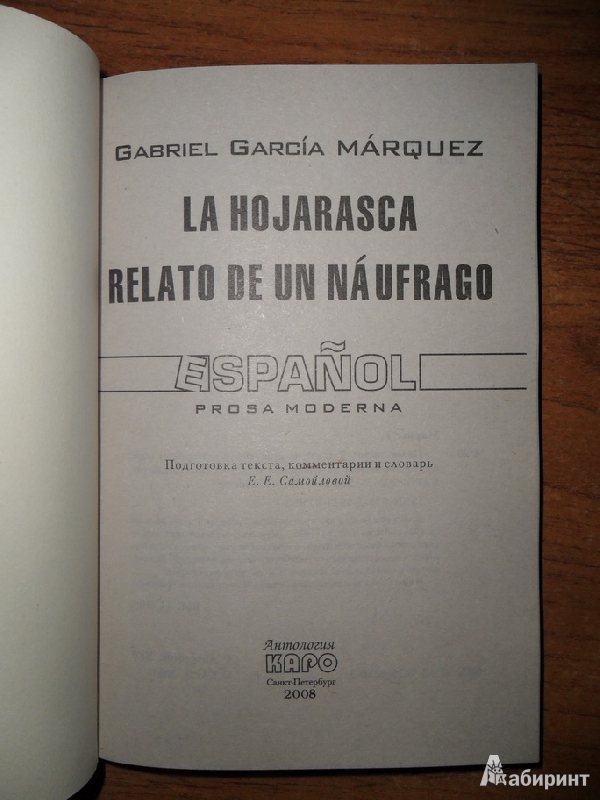 GABRIEL GARCÍA MÁRQUEZ
LA HOJARASCA
RELATO DE UN NÁUFRAGO
ESPAÑOL
PROSA MODERNA
Подготовка текста, комментарии и словарь
Е. Е. Самойловой
Антология
КАРО
Санкт-Петербург
2008
Лабиринт